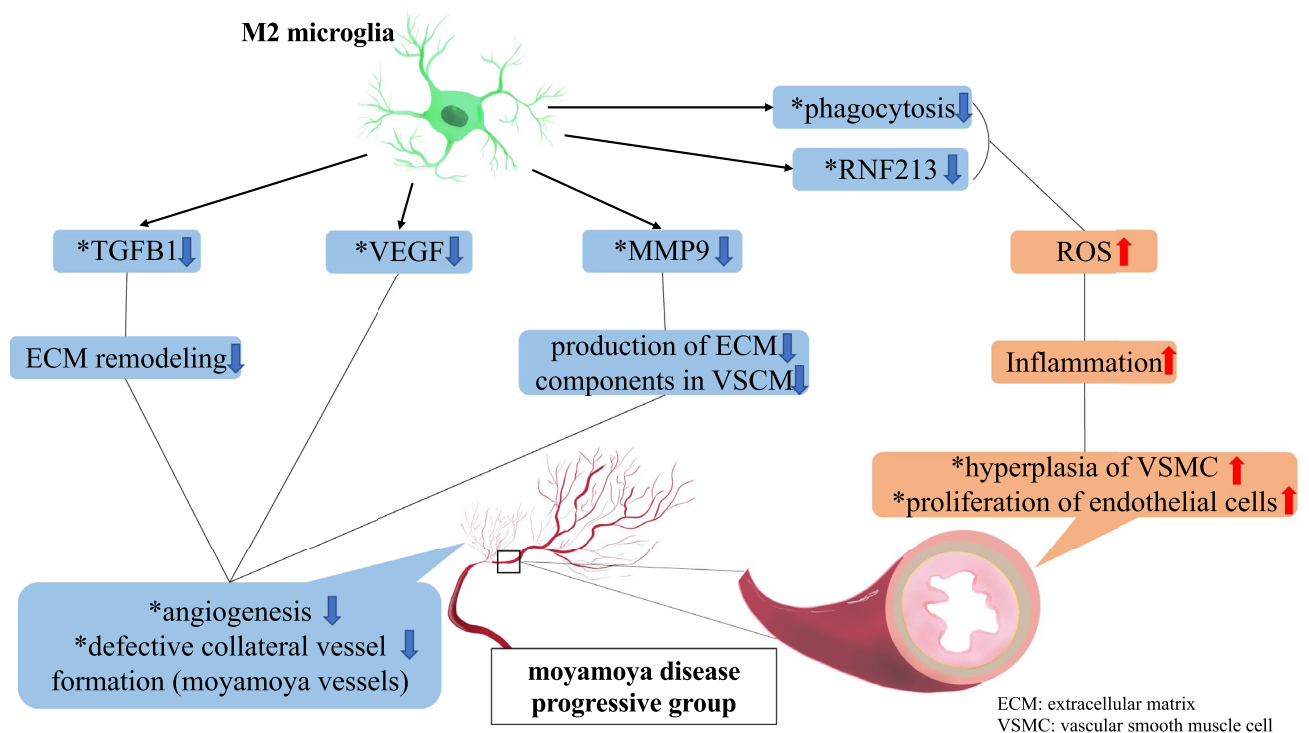 M2 microglia
*phagocytosis
*RNF213
*TGFB1
*VEGF
*MMP9
ROS
ECM remodeling
production of ECM
components in VSCM
Inflammation
*hyperplasia of VSMC
*proliferation of endothelial cells
*angiogenesis
*defective collateral vessel
formation (moyamoya vessels)
moyamoya disease
progressive group
ECM: extracellular matrix
VSMC: vascular smooth muscle cell